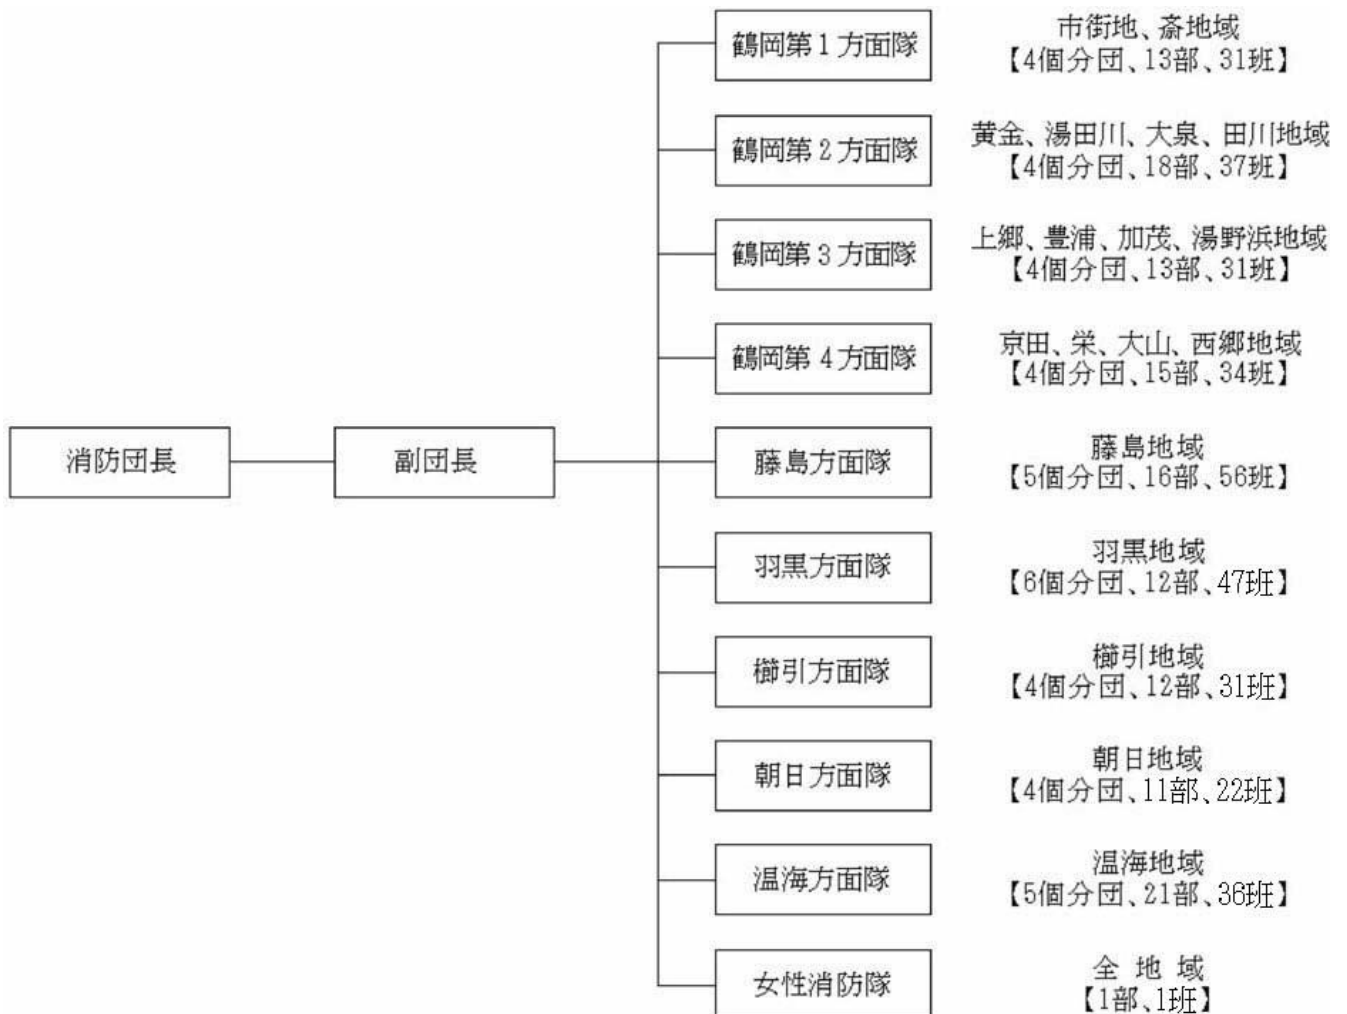 鶴岡第1方面隊
市街地、斎地域
【4個分団、13部、31班】
鶴岡第2方面隊
黄金、湯田川、大泉、田川地域
【4個分団、18部、37班】
鶴岡第3方面隊
上郷、豊浦、加茂、湯野浜地域
【4個分団、13部、31班】
鶴岡第4方面隊
京田、栄、大山、西郷地域
【4個分団、15部、34班】
消防団長
副団長
藤島方面隊
藤島地域
【5個分団、16部、56班】
羽黒方面隊
羽黒地域
【6個分団、12部、47班】
櫛引方面隊
櫛引地域
【4個分団、12部、31班】
朝日方面隊
朝日地域
【4個分団、11部、22班】
温海方面隊
温海地域
【5個分団、21部、36班】
女性消防隊
全 地 域
【1部、1班】